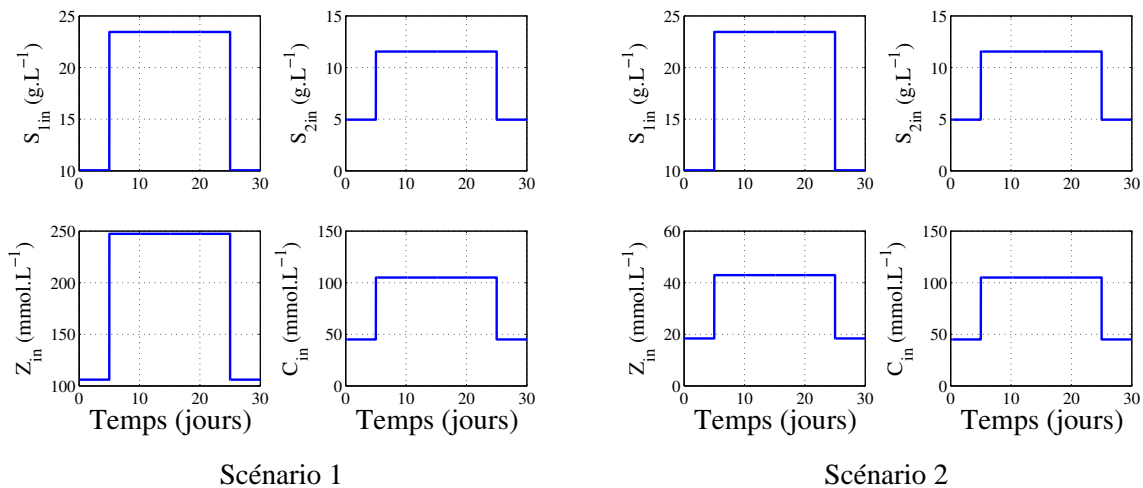 25
20
15
10
0 10 20 30
S1in (g.L−1)
15
10
5
0
0 10 20 30
S2in (g.L−1)
25
20
15
10
0 10 20 30
S1in (g.L−1)
15
10
5
0
0 10 20 30
S2in (g.L−1)
250
200
150
100
0 10 20 30
Zin (mmol.L−1)
Temps (jours)
150
100
50
0
0 10 20 30
Cin (mmol.L−1)
Temps (jours)
60
40
20
0
0 10 20 30
Zin (mmol.L−1)
Temps (jours)
150
100
50
0
0 10 20 30
Cin (mmol.L−1)
Temps (jours)
Scénario 1
Scénario 2